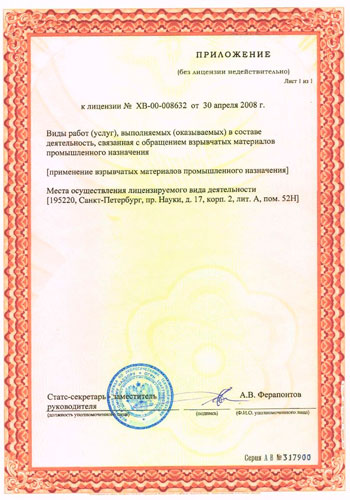 ПРИЛОЖЕНИЕ
(без лицензии недействительно)
Лист 1 из 1
к лицензии № ХВ-00-008632 от 30 апреля 2008 г.
Виды работ (услуг), выполняемых (оказываемых) в составе
деятельность, связанная с обращением взрывчатых материалов
промышленного назначения
[применение взрывчатых материалов промышленного назначения]
Места осуществления лицензируемого вида деятельности
[195220, Санкт-Петербург, пр. Науки, д. 17, корп. 2, лит. А, пом. 52Н]
Статс-секретарь - заместитель
руководителя
А.В. Ферапонтов
(должность уполномоченного лица)
(подпись)
(Ф.И.О. уполномоченного лица)
Серия А В № 317900